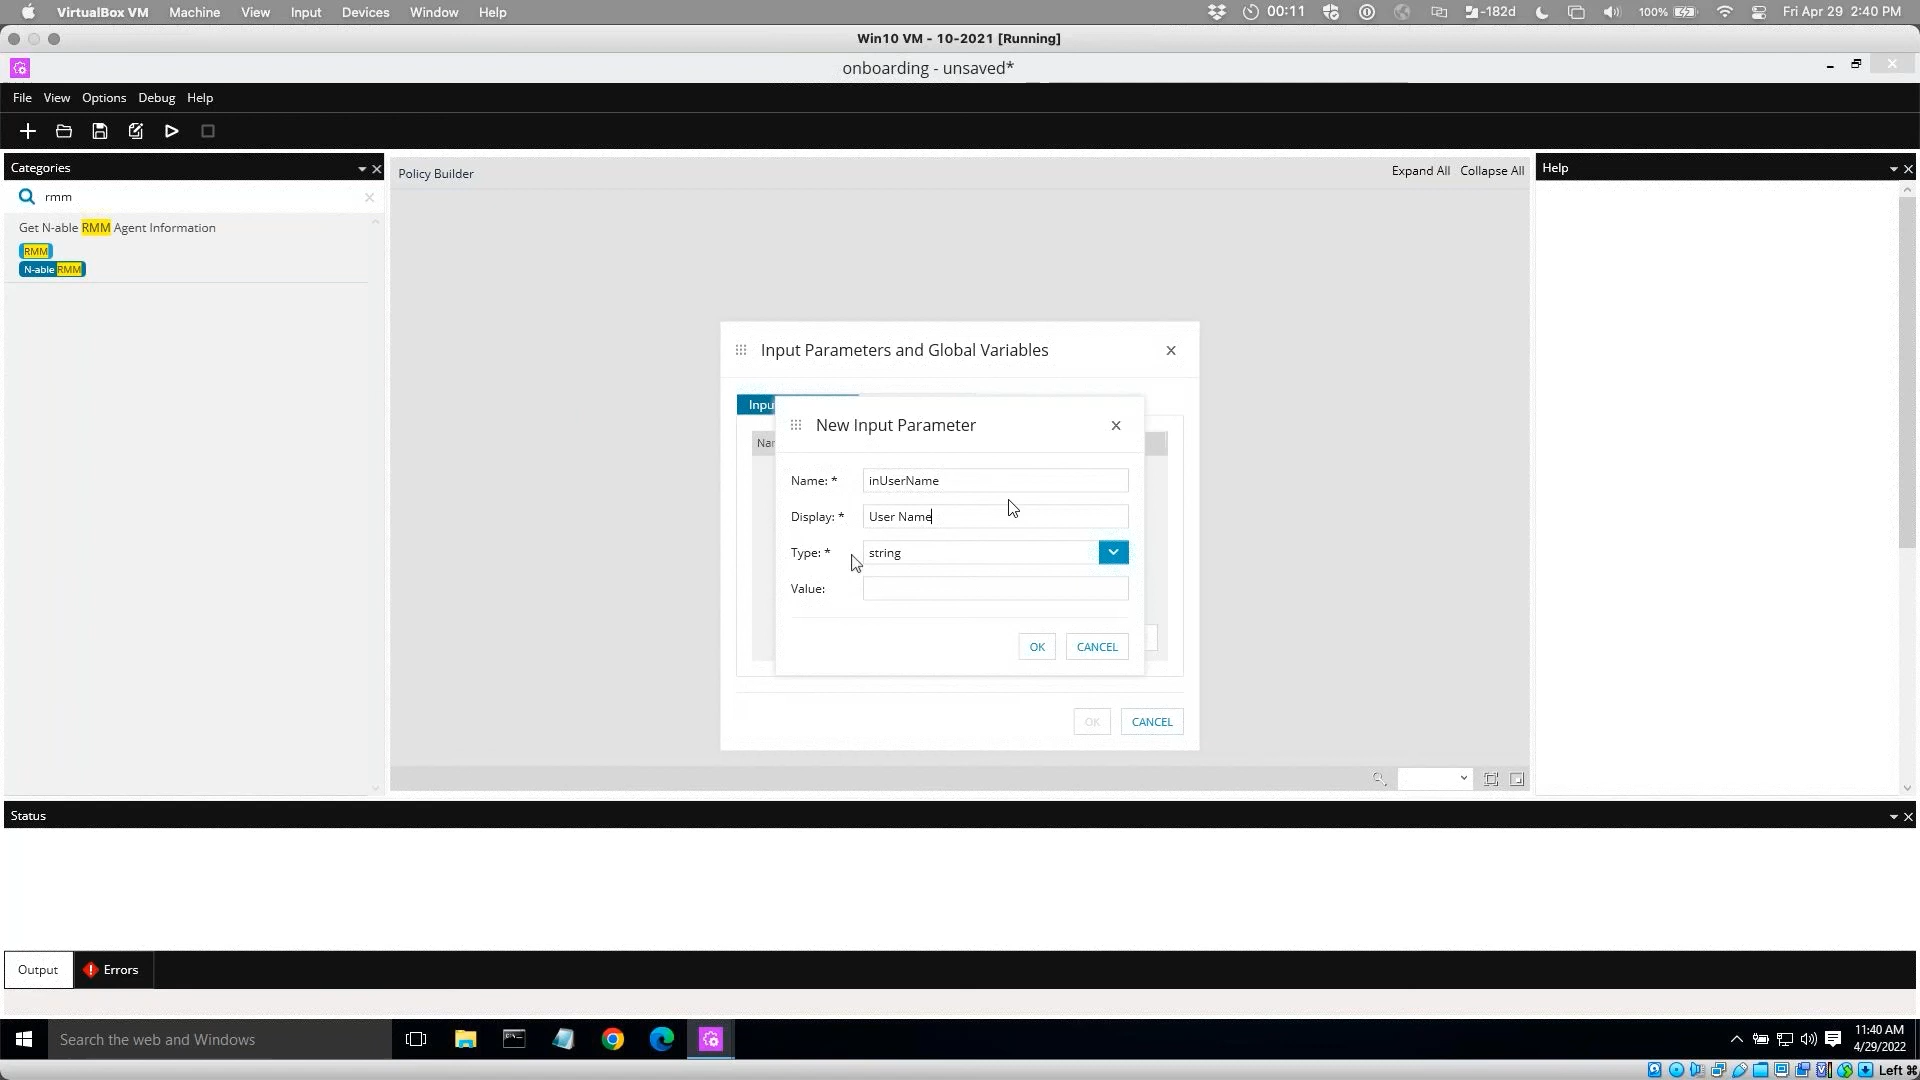 VirtualBox VM Machine View Input Devices Window Help 00:11 -182d 100% Fri Apr 29 2:40 PM
Win10 VM - 10-2021 [Running]
onboarding - unsaved*
File View Options Debug Help
Categories
rmm
Get N-able RMM Agent Information
RMM
N-able RMM
Policy Builder
Expand All Collapse All
Help
Input Parameters and Global Variables
Inpu
Nar
New Input Parameter
Name: * inUserName
Display: * User Name
Type: * string
Value:
OK CANCEL
OK CANCEL
Status
Output Errors
Search the web and Windows
11:40 AM
4/29/2022
Left ⌘